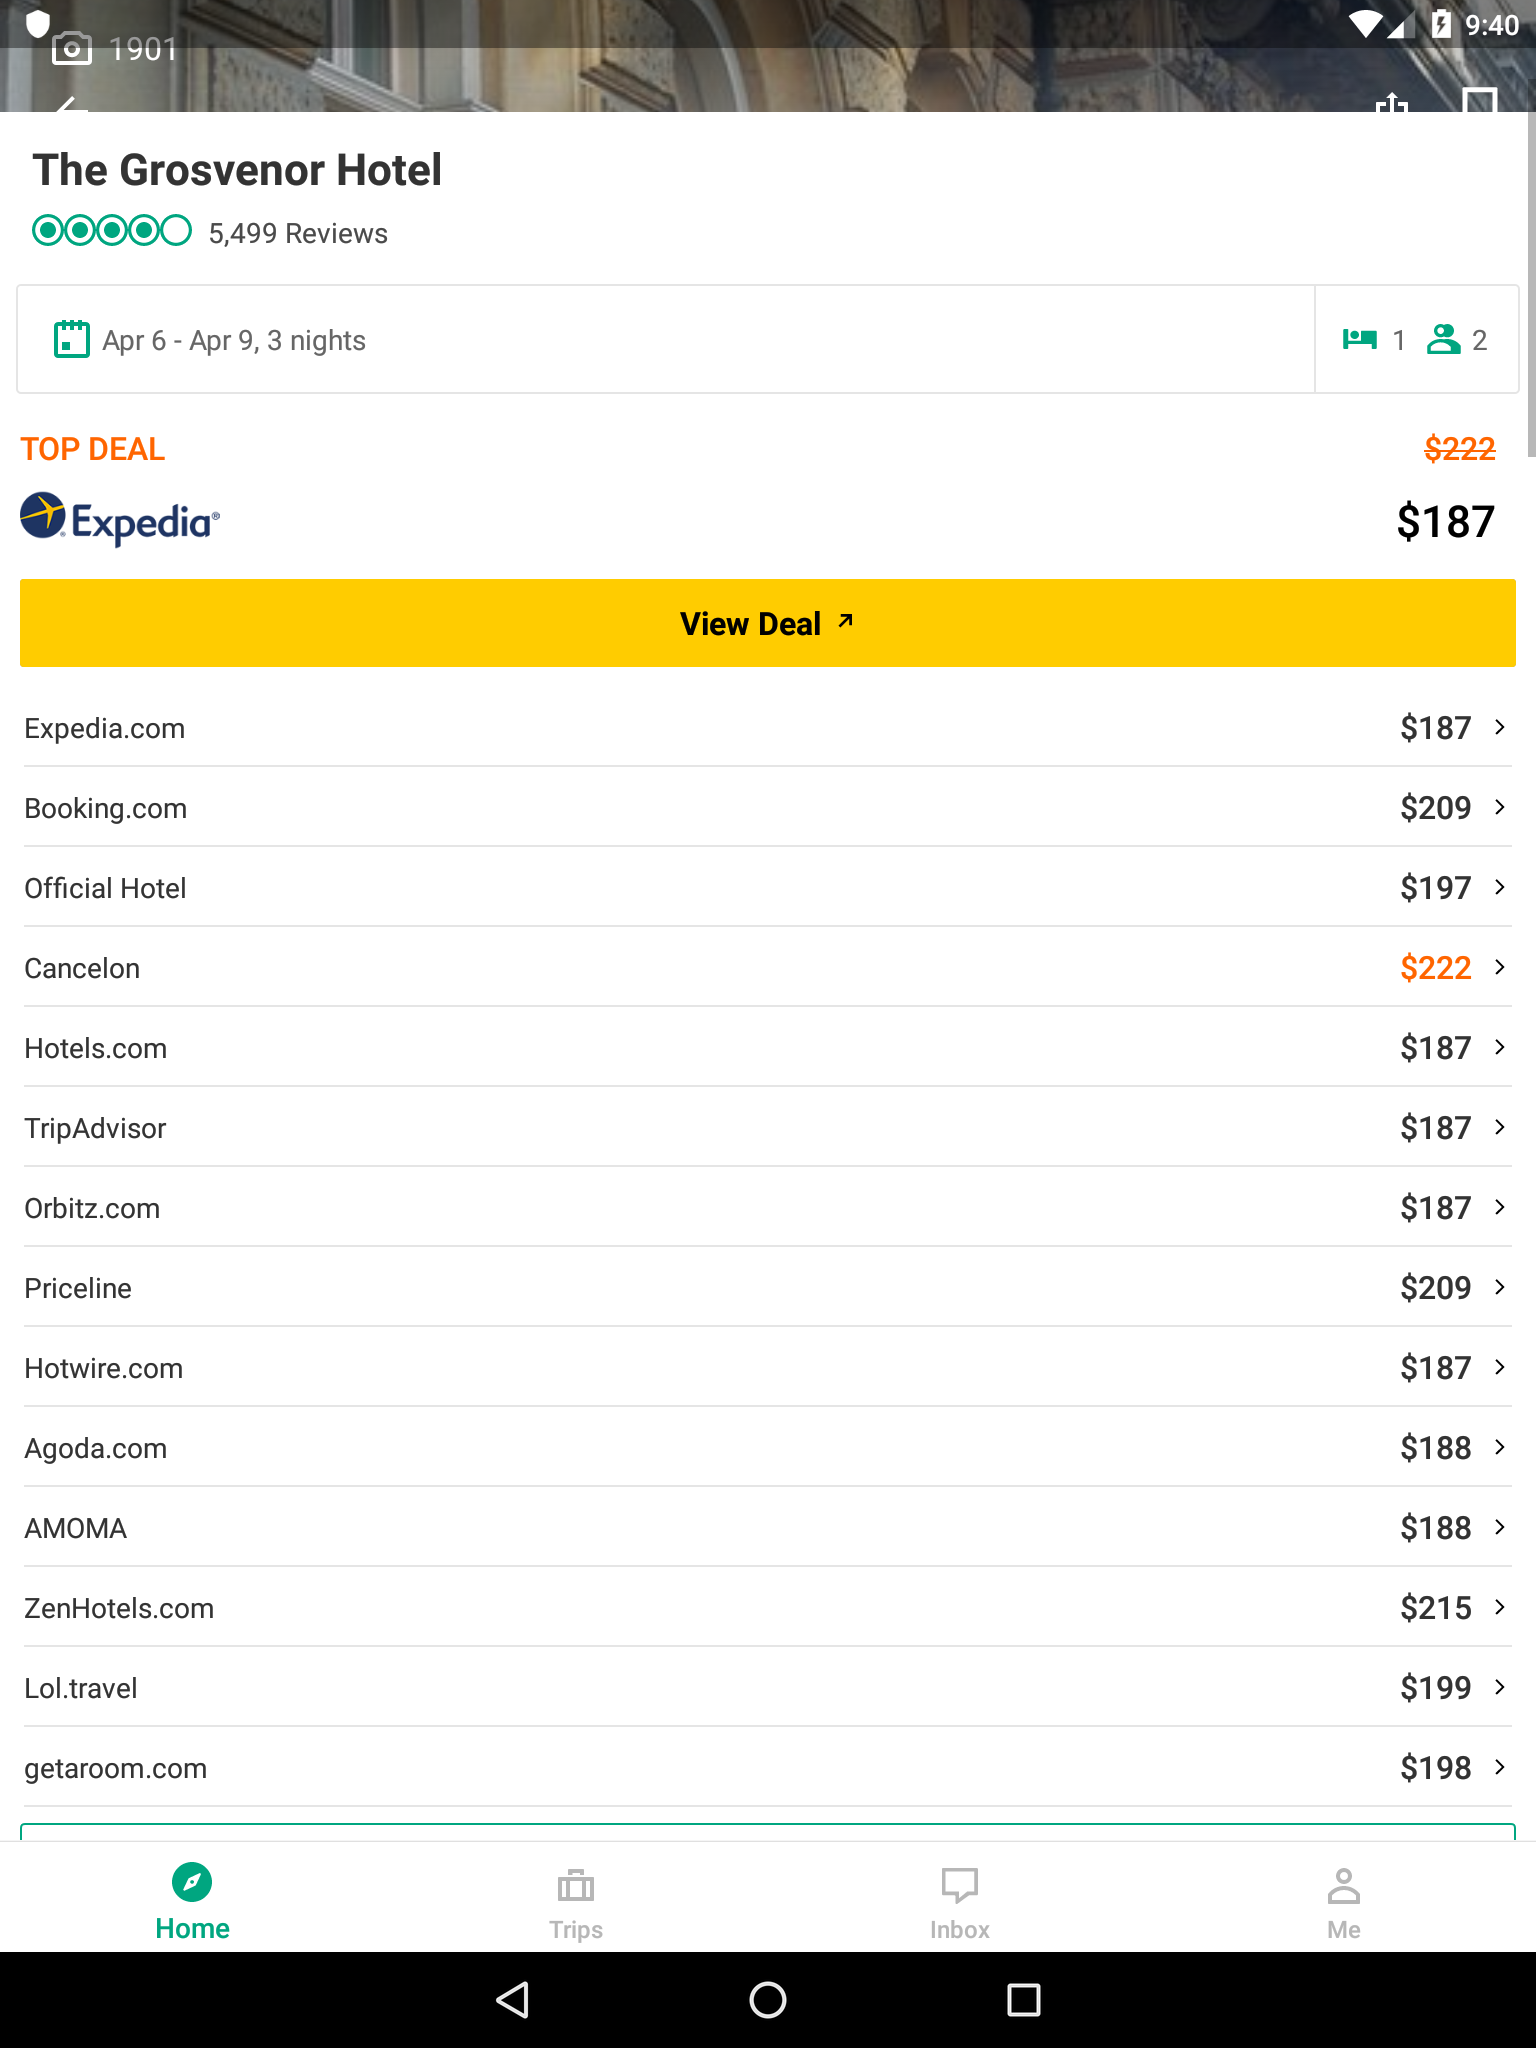 9:40
1901
The Grosvenor Hotel
5,499 Reviews
Apr 6 - Apr 9, 3 nights 1 2
TOP DEAL $222
Expedia® $187
View Deal
Expedia.com $187
Booking.com $209
Official Hotel $197
Cancelon $222
Hotels.com $187
TripAdvisor $187
Orbitz.com $187
Priceline $209
Hotwire.com $187
Agoda.com $188
AMOMA $188
ZenHotels.com $215
Lol.travel $199
getaroom.com $198
Home Trips Inbox Me